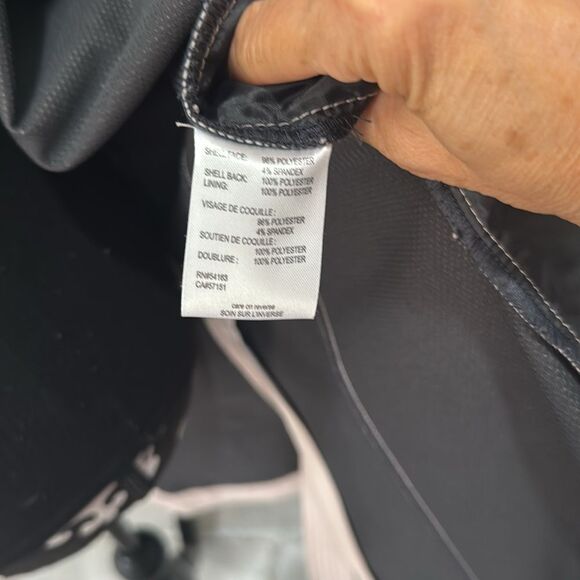 SHELL FACE: 96% POLYESTER
4% SPANDEX
SHELL BACK: 100% POLYESTER
LINING: 100% POLYESTER
VISAGE DE COQUILLE:
96% POLYESTER
4% SPANDEX
SOUTIEN DE COQUILLE:
100% POLYESTER
DOUBLURE: 100% POLYESTER
RN#54163
CA#57151
care on reverse
SOIN SUR L'INVERSE